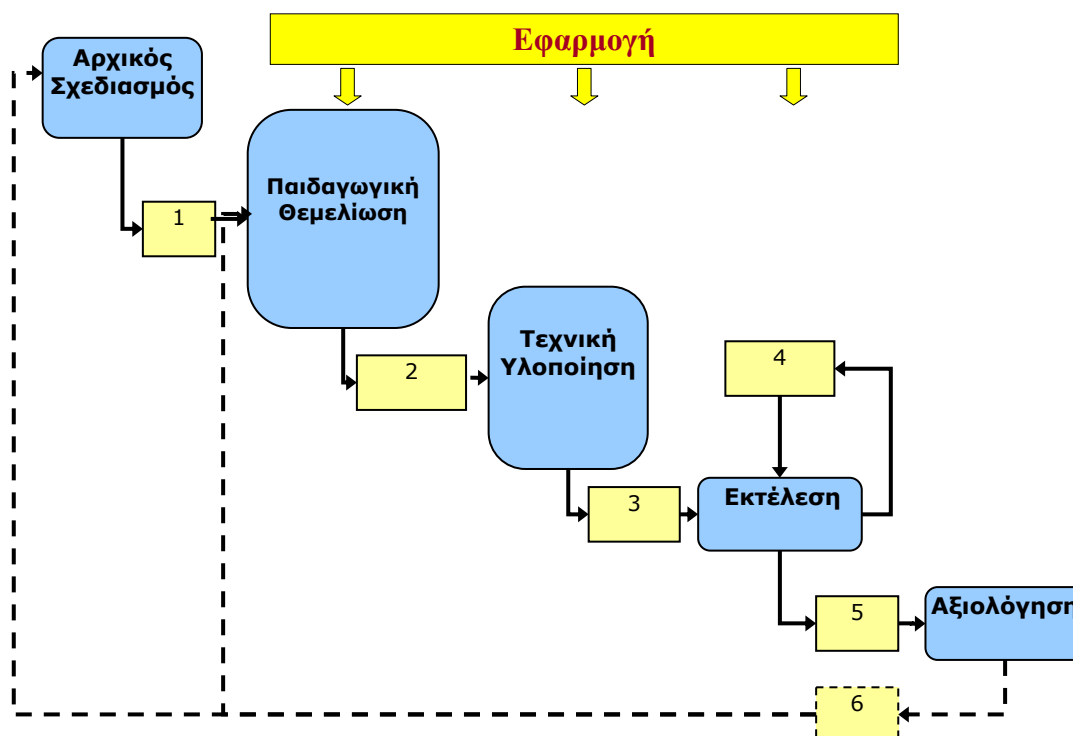 Εφαρμογή
Αρχικός
Σχεδιασμός
Παιδαγωγική
Θεμελίωση
1
Τεχνική
Υλοποίηση
2
4
Εκτέλεση
3
Αξιολόγηση
5
6